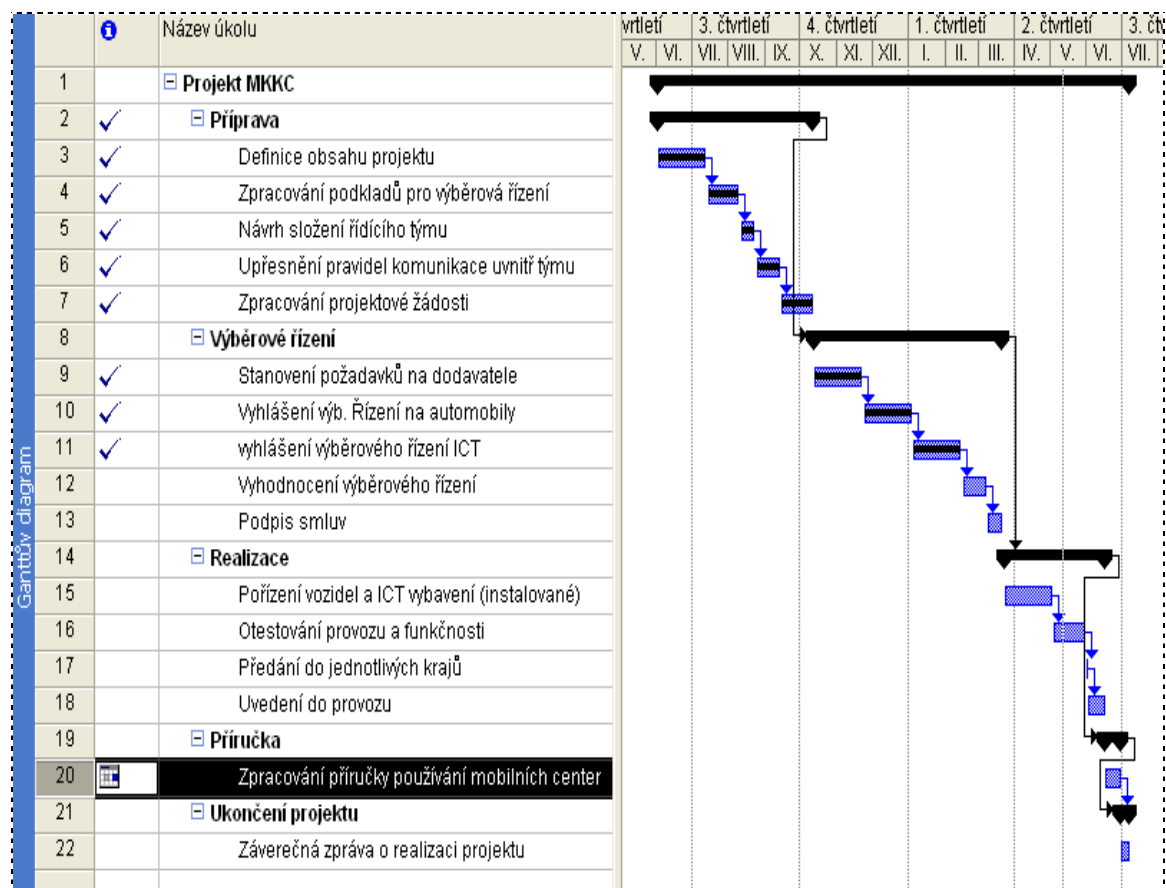 Název úkolu
vrtletí 3. čtvrtletí 4. čtvrtletí 1. čtvrtletí 2. čtvrtletí 3. čtv
V. VI. VII. VIII. IX. X. XI. XII. I. II. III. IV. V. VI. VII.
1 Projekt MKKC
2 Příprava
3 Definice obsahu projektu
4 Zpracování podkladů pro výběrová řízení
5 Návrh složení řídícího týmu
6 Upřesnění pravidel komunikace uvnitř týmu
7 Zpracování projektové žádosti
8 Výběrové řízení
9 Stanovení požadavků na dodavatele
10 Vyhlášení výb. Řízení na automobily
11 vyhlášení výběrového řízení ICT
12 Vyhodnocení výběrového řízení
13 Podpis smluv
14 Realizace
15 Pořízení vozidel a ICT vybavení (instalované)
16 Otestování provozu a funkčnosti
17 Předání do jednotlivých krajů
18 Uvedení do provozu
19 Příručka
20 Zpracování příručky používání mobilních center
21 Ukončení projektu
22 Záverečná zpráva o realizaci projektu
Ganttův diagram